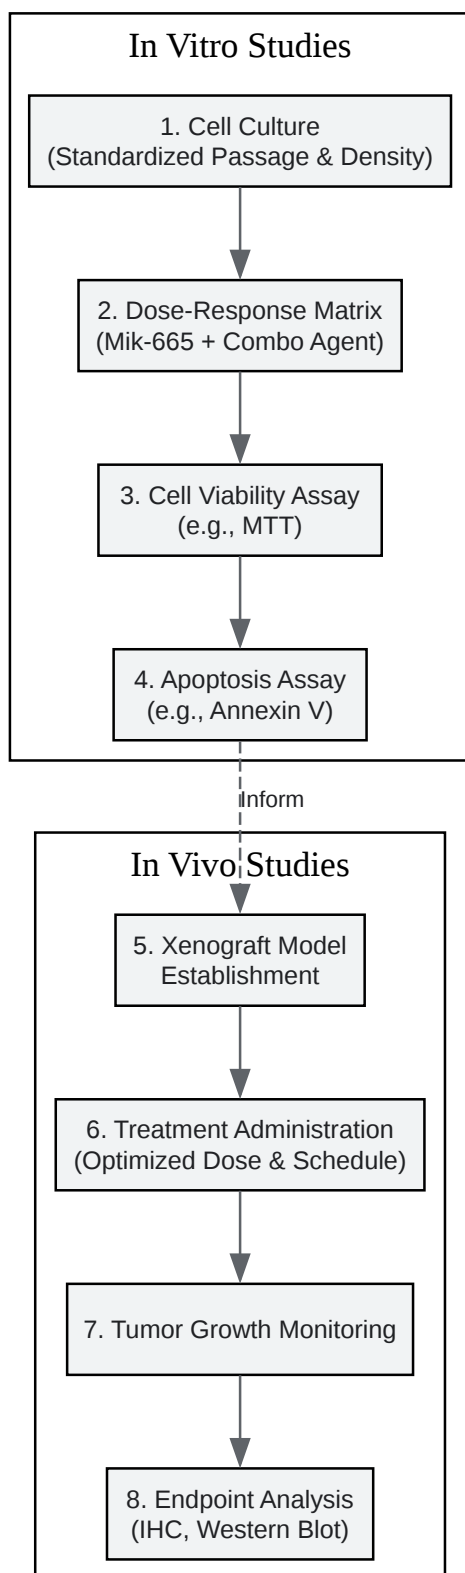 In Vitro Studies
1. Cell Culture
(Standardized Passage & Density)
2. Dose-Response Matrix
(Mik-665 + Combo Agent)
3. Cell Viability Assay
(e.g., MTT)
4. Apoptosis Assay
(e.g., Annexin V)
Inform
In Vivo Studies
5. Xenograft Model
Establishment
6. Treatment Administration
(Optimized Dose & Schedule)
7. Tumor Growth Monitoring
8. Endpoint Analysis
(IHC, Western Blot)